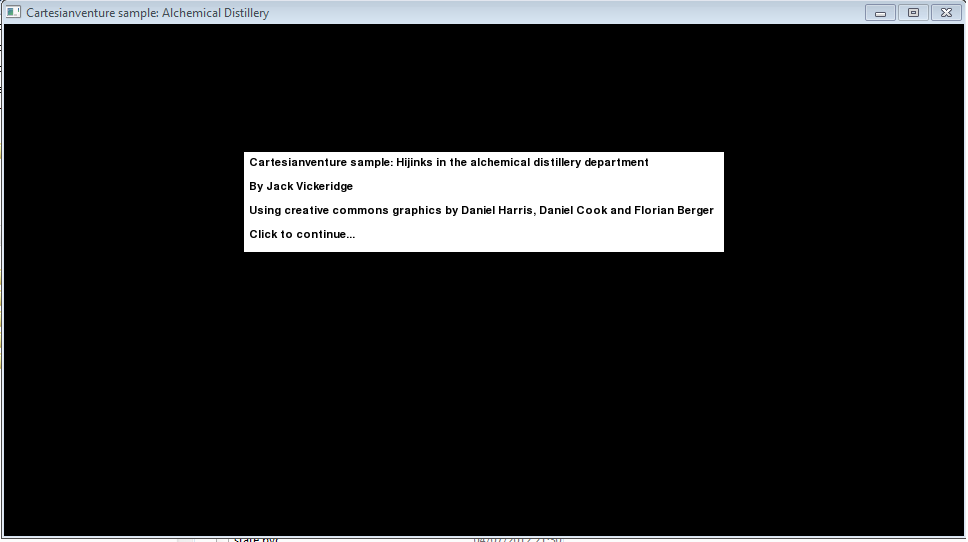 Cartesianventure sample: Alchemical Distillery
Cartesianventure sample: Hijinks in the alchemical distillery department
By Jack Vickeridge
Using creative commons graphics by Daniel Harris, Daniel Cook and Florian Berger
Click to continue...